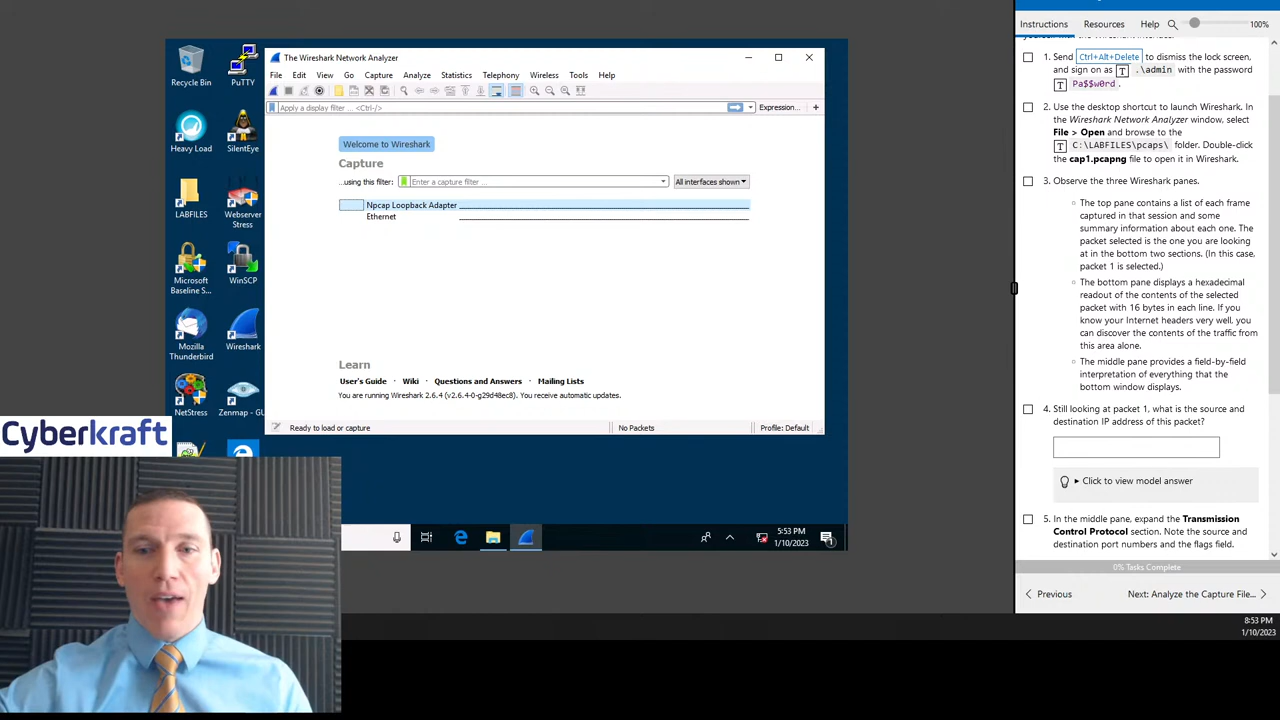 Instructions
Resources
Help
100%
1. Send Ctrl+Alt+Delete to dismiss the lock screen,
and sign on as T .\admin with the password
T Pa$$w0rd .
2. Use the desktop shortcut to launch Wireshark. In
the Wireshark Network Analyzer window, select
File > Open and browse to the
T C:\LABFILES\pcaps\ folder. Double-click
the cap1.pcapng file to open it in Wireshark.
3. Observe the three Wireshark panes.
The top pane contains a list of each frame
captured in that session and some
summary information about each one. The
packet selected is the one you are looking
at in the bottom two sections. (In this case,
packet 1 is selected.)
The bottom pane displays a hexadecimal
readout of the contents of the selected
packet with 16 bytes in each line. If you
know your Internet headers very well, you
can discover the contents of the traffic from
this area alone.
The middle pane provides a field-by-field
interpretation of everything that the
bottom window displays.
4. Still looking at packet 1, what is the source and
destination IP address of this packet?
Click to view model answer
5. In the middle pane, expand the Transmission
Control Protocol section. Note the source and
destination port numbers and the flags field.
0% Tasks Complete
Previous
Next: Analyze the Capture File...
8:53 PM
1/10/2023
Recycle Bin
PuTTY
Heavy Load
SilentEye
LABFILES
Webserver
Stress
Microsoft
Baseline S...
WinSCP
Mozilla
Thunderbird
Wireshark
NetStress
Zenmap - GU
The Wireshark Network Analyzer
File Edit View Go Capture Analyze Statistics Telephony Wireless Tools Help
Apply a display filter ... <Ctrl-/>
Expression...
+
Welcome to Wireshark
Capture
...using this filter:
Enter a capture filter ...
All interfaces shown
Npcap Loopback Adapter
Ethernet
Learn
User's Guide · Wiki · Questions and Answers · Mailing Lists
You are running Wireshark 2.6.4 (v2.6.4-0-g29d48ec8). You receive automatic updates.
Ready to load or capture
No Packets
Profile: Default
5:53 PM
1/10/2023
1
Cyberkraft